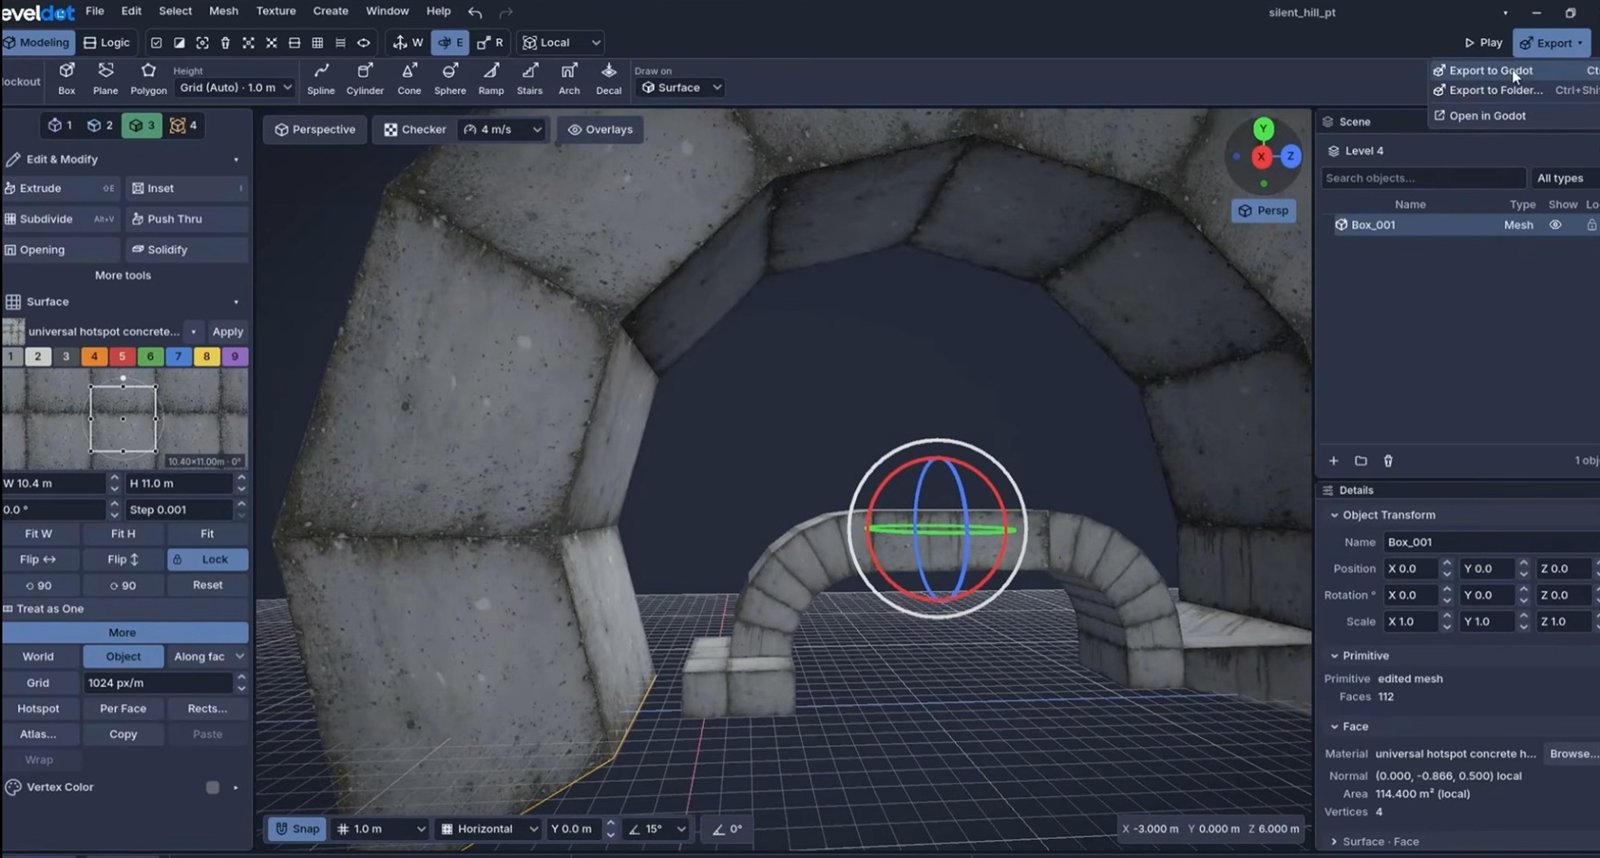 eveldot File Edit Select Mesh Texture Create Window Help silent_hill_pt
Modeling Logic W E R Local Play Export
lockout Box Plane Polygon Height Grid (Auto) · 1.0 m Spline Cylinder Cone Sphere Ramp Stairs Arch Decal Draw on Surface
Export to Godot Ct
Export to Folder... Ctrl+Shi
Open in Godot
1 2 3 4
Perspective Checker 4 m/s Overlays
Edit & Modify
Extrude ⇧E Inset I
Subdivide Alt+V Push Thru
Opening Solidify
More tools
Surface
universal hotspot concrete... Apply
1 2 3 4 5 6 7 8 9
10.40×11.00m · 0°
W 10.4 m H 11.0 m
0.0 ° Step 0.001
Fit W Fit H Fit
Flip ↔ Flip ↕ Lock
90 90 Reset
Treat as One
More
World Object Along fac
Grid 1024 px/m
Hotspot Per Face Rects...
Atlas... Copy Paste
Wrap
Vertex Color
Y
X Z
Persp
Snap 1.0 m Horizontal Y 0.0 m 15° 0°
X -3.000 m Y 0.000 m Z 6.000 m
Scene
Level 4
Search objects... All types
Name Type Show Lo
Box_001 Mesh
1 obj
Details
Object Transform
Name Box_001
Position X 0.0 Y 0.0 Z 0.0
Rotation ° X 0.0 Y 0.0 Z 0.0
Scale X 1.0 Y 1.0 Z 1.0
Primitive
Primitive edited mesh
Faces 112
Face
Material universal hotspot concrete h... Browse...
Normal (0.000, -0.866, 0.500) local
Area 114.400 m² (local)
Vertices 4
Surface · Face